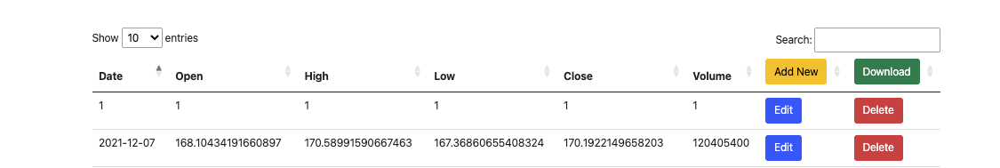 Show 10 entries
Search:
Date Open High Low Close Volume Add New Download
1 1 1 1 1 1 Edit Delete
2021-12-07 168.10434191660897 170.58991590667463 167.36860655408324 170.1922149658203 120405400 Edit Delete